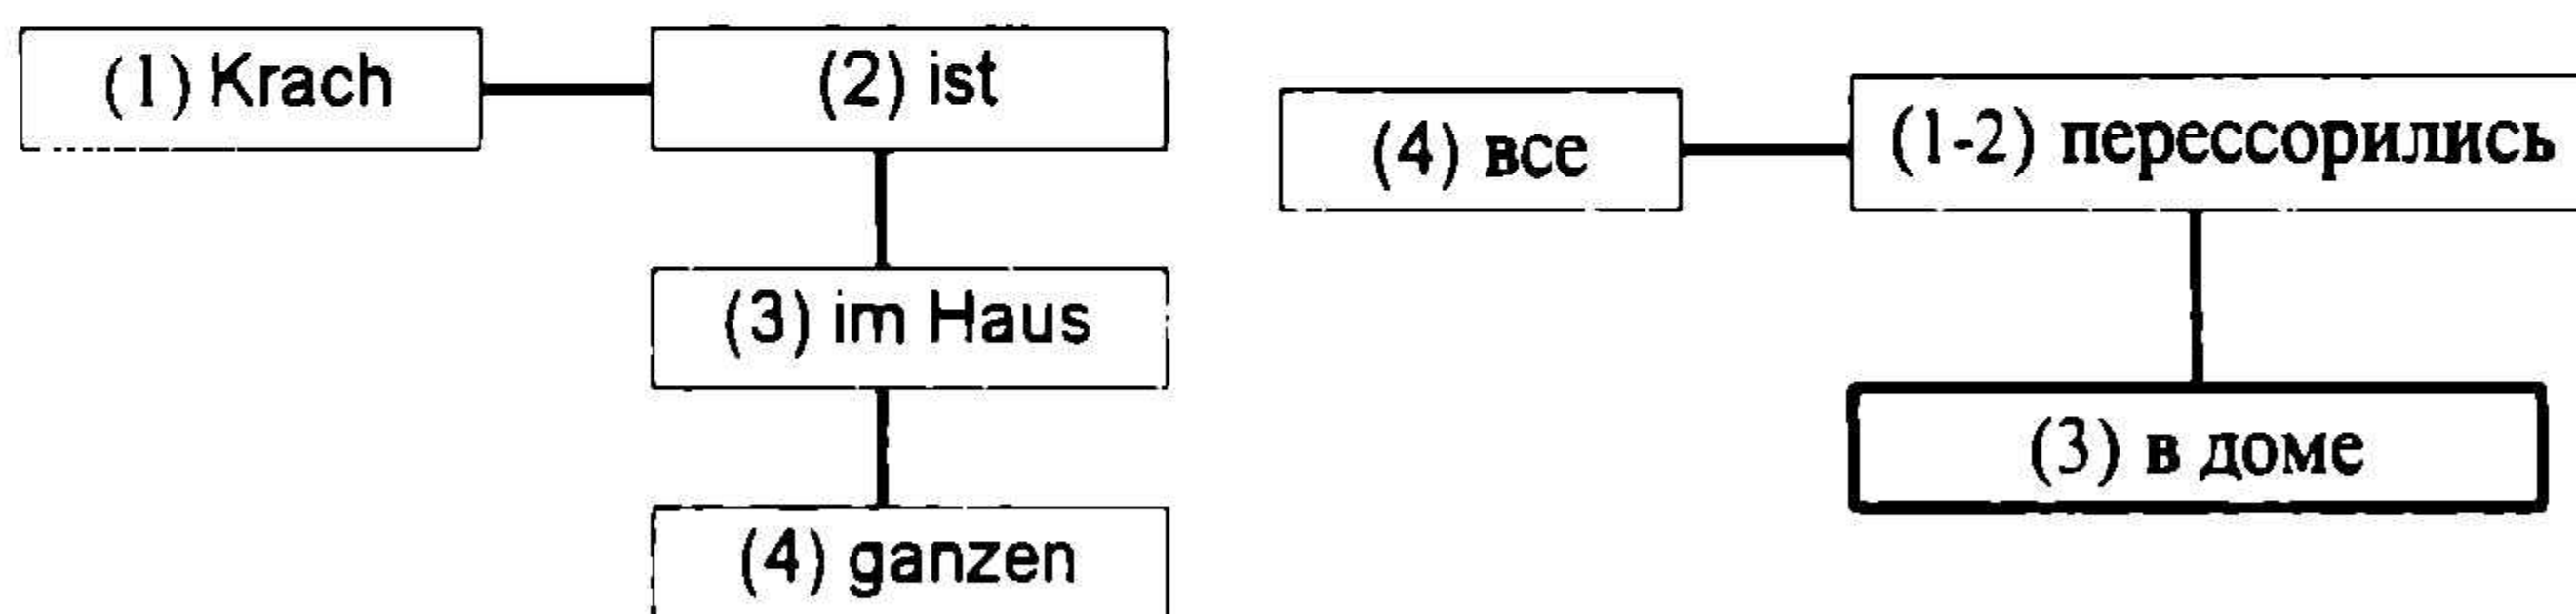 (1) Krach
(2) ist
(3) im Haus
(4) ganzen
(4) все
(1-2) перессорились
(3) в доме